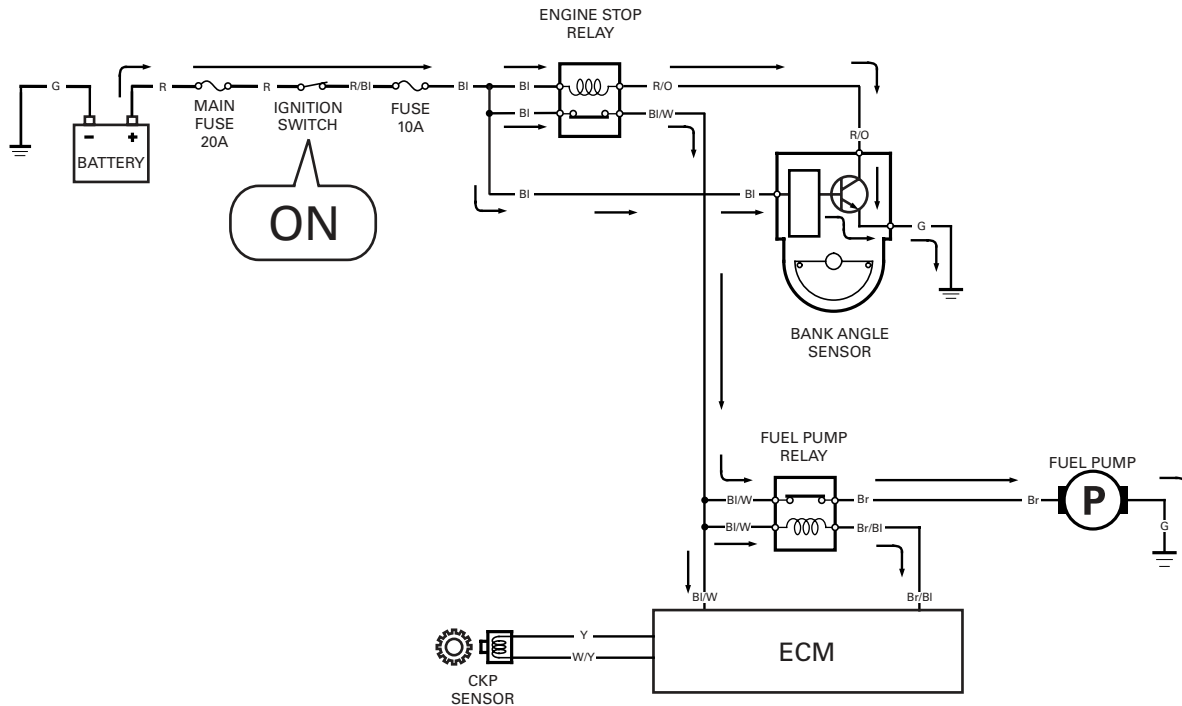 ENGINE STOP
RELAY
G
R
R
R/Bl
Bl
Bl
R/O
MAIN
FUSE
20A
IGNITION
SWITCH
FUSE
10A
Bl
Bl/W
- +
BATTERY
R/O
ON
Bl
Bl
G
BANK ANGLE
SENSOR
FUEL PUMP
RELAY
FUEL PUMP
Bl/W
Br
Br
P
Bl/W
Br/Bl
G
Bl/W
Br/Bl
Y
W/Y
ECM
CKP
SENSOR